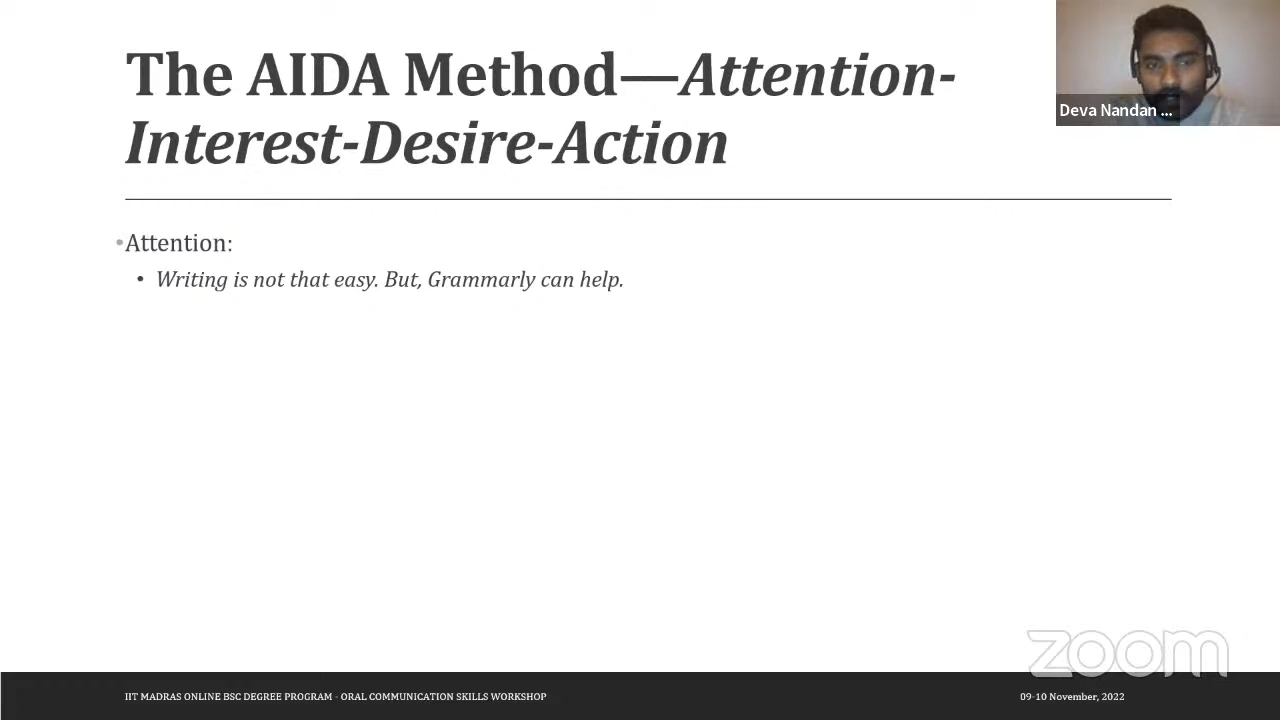 The AIDA Method—Attention-
Interest-Desire-Action
Deva Nandan ...
•Attention:
• Writing is not that easy. But, Grammarly can help.
zoom
IIT MADRAS ONLINE BSC DEGREE PROGRAM - ORAL COMMUNICATION SKILLS WORKSHOP
09-10 November, 2022